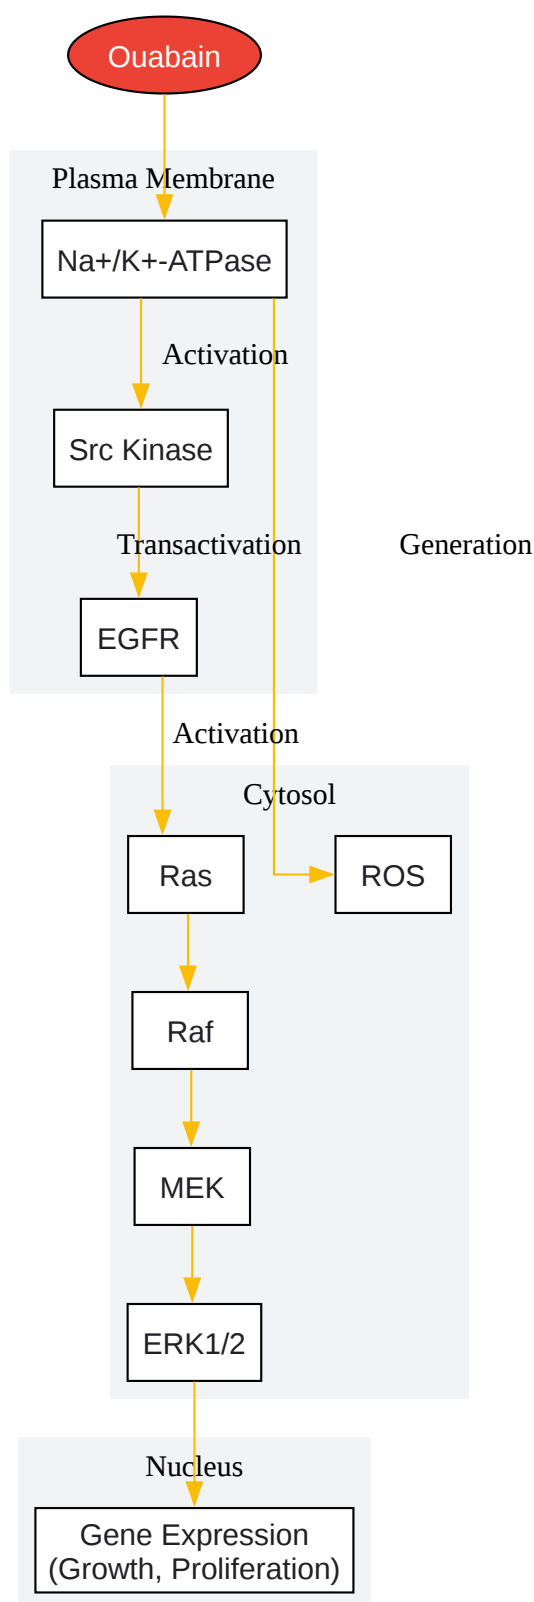 Ouabain
Plasma Membrane
Na+/K+-ATPase
Activation
Src Kinase
Transactivation
Generation
EGFR
Activation
Cytosol
Ras
ROS
Raf
MEK
ERK1/2
Nucleus
Gene Expression
(Growth, Proliferation)